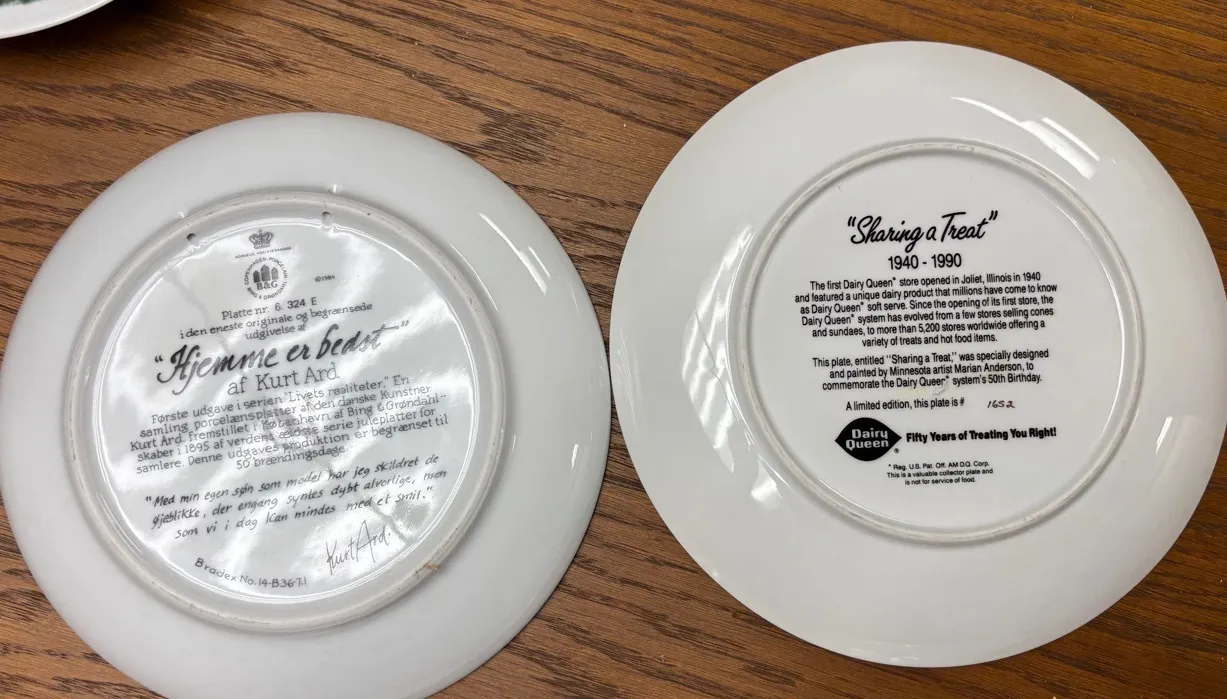 COPENHAGEN PORCELAIN
B&G
BING & GRØNDAHL
©1986
Platte nr. 6. 324 E
i den eneste originale og begrænsede
udgivelse af
"Hjemme er bedst"
af Kurt Ard
Første udgave i serien "Livets realiteter." En
samling porcelænsplatter af den danske Kunstner
Kurt Ard, fremstillet i København af Bing & Grøndahl–
skaber i 1895 af verdens ældste serie juleplatter for
samlere. Denne udgaves produktion er begrænset til
50 brændingsdage.
"Med min egen søn som model har jeg skildret de
øjeblikke, der engang syntes dybt alvorlige, men
som vi i dag kan mindes med et smil."
Kurt Ard.
Bradex No. 14-B36-7.1
"Sharing a Treat"
1940 - 1990
The first Dairy Queen® store opened in Joliet, Illinois in 1940
and featured a unique dairy product that millions have come to know
as Dairy Queen® soft serve. Since the opening of its first store, the
Dairy Queen® system has evolved from a few stores selling cones
and sundaes, to more than 5,200 stores worldwide offering a
variety of treats and hot food items.
This plate, entitled "Sharing a Treat," was specially designed
and painted by Minnesota artist Marian Anderson, to
commemorate the Dairy Queen® system's 50th Birthday.
A limited edition, this plate is # 1652
Dairy
Queen ® Fifty Years of Treating You Right!
® Reg. U.S. Pat. Off. AM D.Q. Corp.
This is a valuable collector plate and
is not for service of food.